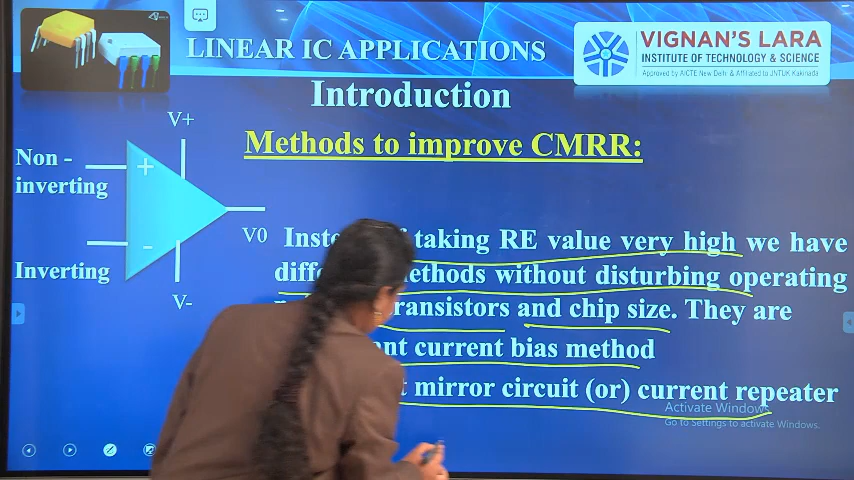 LINEAR IC APPLICATIONS
VIGNAN'S LARA
INSTITUTE OF TECHNOLOGY & SCIENCE
Approved by AICTE New Delhi & Affiliated to JNTUK Kakinada
Introduction
Methods to improve CMRR:
V+
Non -
inverting
+
-
Inverting
V0
V-
taking RE value very high we have
methods without disturbing operating
transistors and chip size. They are
current bias method
mirror circuit (or) current repeater
Activate Windows
Go to Settings to activate Windows.